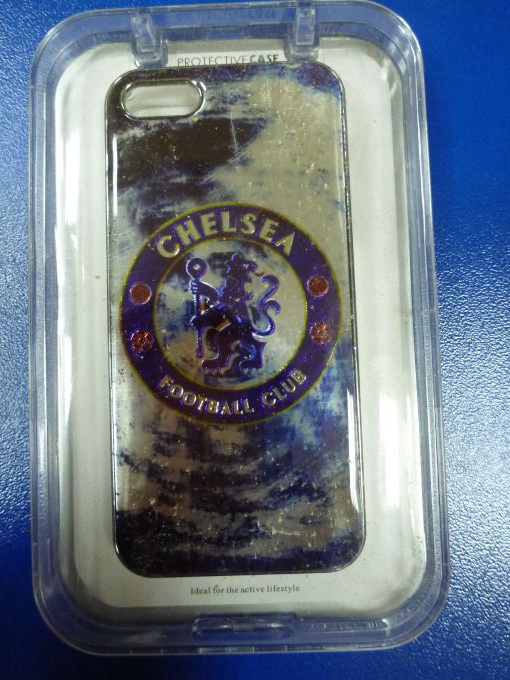 PROTECTIVE CASE
CHELSEA
FOOTBALL CLUB
Ideal for the active lifestyle